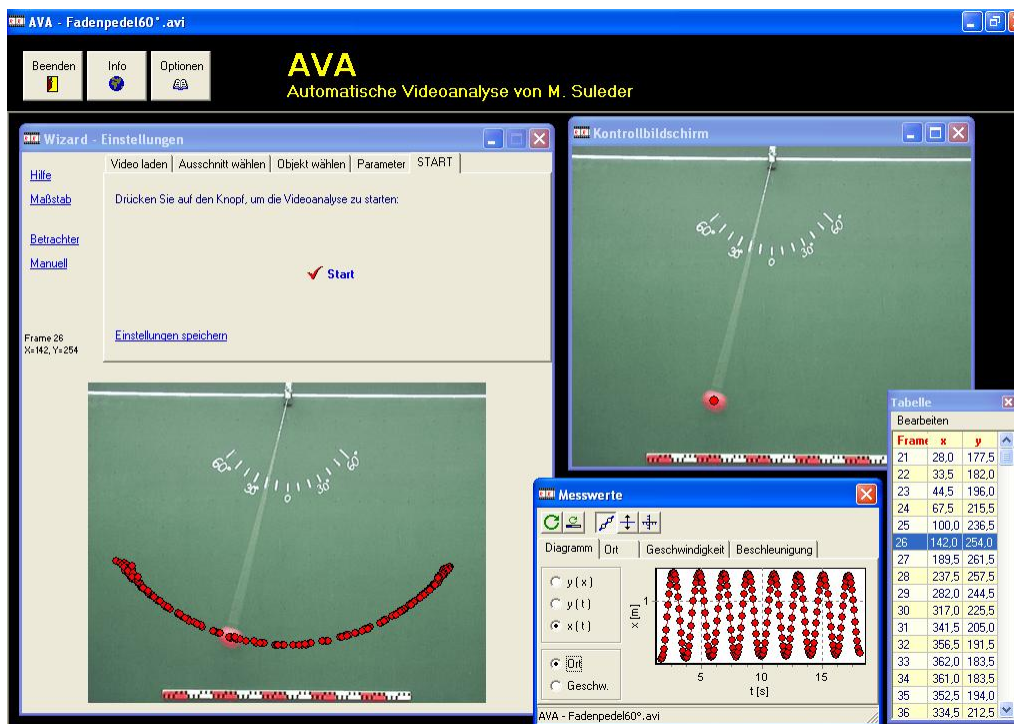 AVA - Fadenpedel60°.avi
Beenden
Info
Optionen
AVA
Automatische Videoanalyse von M. Suleder
Wizard - Einstellungen
Hilfe
Maßstab
Betrachter
Manuell
Frame 26
X=142, Y=254
Video laden Ausschnitt wählen Objekt wählen Parameter START
Drücken Sie auf den Knopf, um die Videoanalyse zu starten:
Start
Einstellungen speichern
60° 30° 0 30° 60°
Kontrollbildschirm
60° 30° 0 30° 60°
Messwerte
Diagramm Ort Geschwindigkeit Beschleunigung
y ( x )
y ( t )
x ( t )
Ort
Geschw.
x [m]
1
5 10 15
t [s]
AVA - Fadenpedel60°.avi
Tabelle
Bearbeiten
Frame x y
21 28,0 177,5
22 33,5 182,0
23 44,5 196,0
24 67,5 215,5
25 100,0 236,5
26 142,0 254,0
27 189,5 261,5
28 237,5 257,5
29 282,0 244,5
30 317,0 225,5
31 341,5 205,0
32 356,5 191,5
33 362,0 183,5
34 361,0 183,5
35 352,5 194,0
36 334,5 212,5